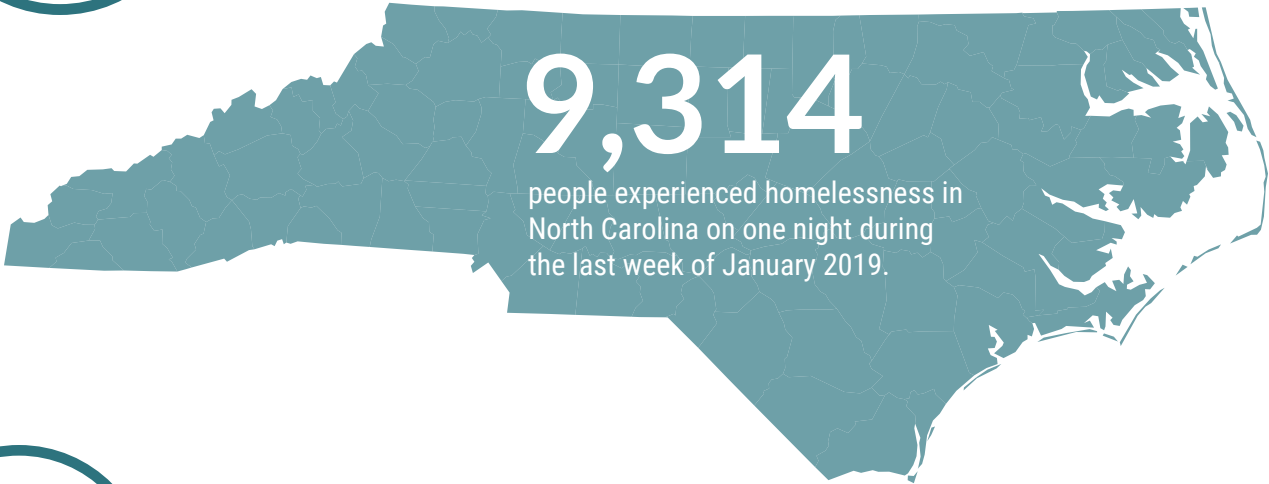 9,314
people experienced homelessness in
North Carolina on one night during
the last week of January 2019.